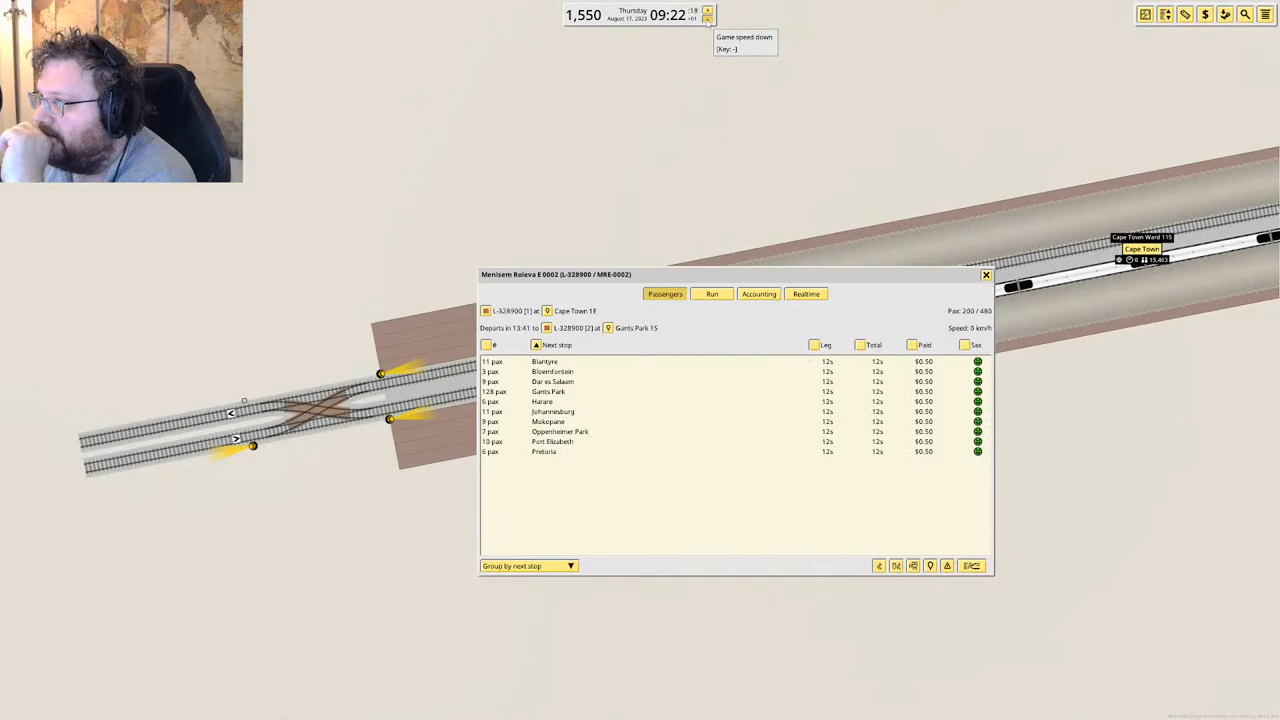 1,550
Thursday
August 17, 2023
09:22
:18
×01
+
-
Game speed down
[Key: -]
$
Cape Town Ward 115
Cape Town
0 15,463
Menisem Roleva E 0002 (L-328900 / MRE-0002)
Passengers Run Accounting Realtime
L-328900 [1] at Cape Town 1E Pax: 200 / 480
Departs in 13:41 to L-328900 [2] at Gants Park 1S Speed: 0 km/h
# Next stop Leg Total Paid Sax
11 pax Blantyre 12s 12s $0.50
3 pax Bloemfontein 12s 12s $0.50
9 pax Dar es Salaam 12s 12s $0.50
128 pax Gants Park 12s 12s $0.50
6 pax Harare 12s 12s $0.50
11 pax Johannesburg 12s 12s $0.50
9 pax Mokopane 12s 12s $0.50
7 pax Oppenheimer Park 12s 12s $0.50
10 pax Port Elizabeth 12s 12s $0.50
6 pax Pretoria 12s 12s $0.50
Group by next stop